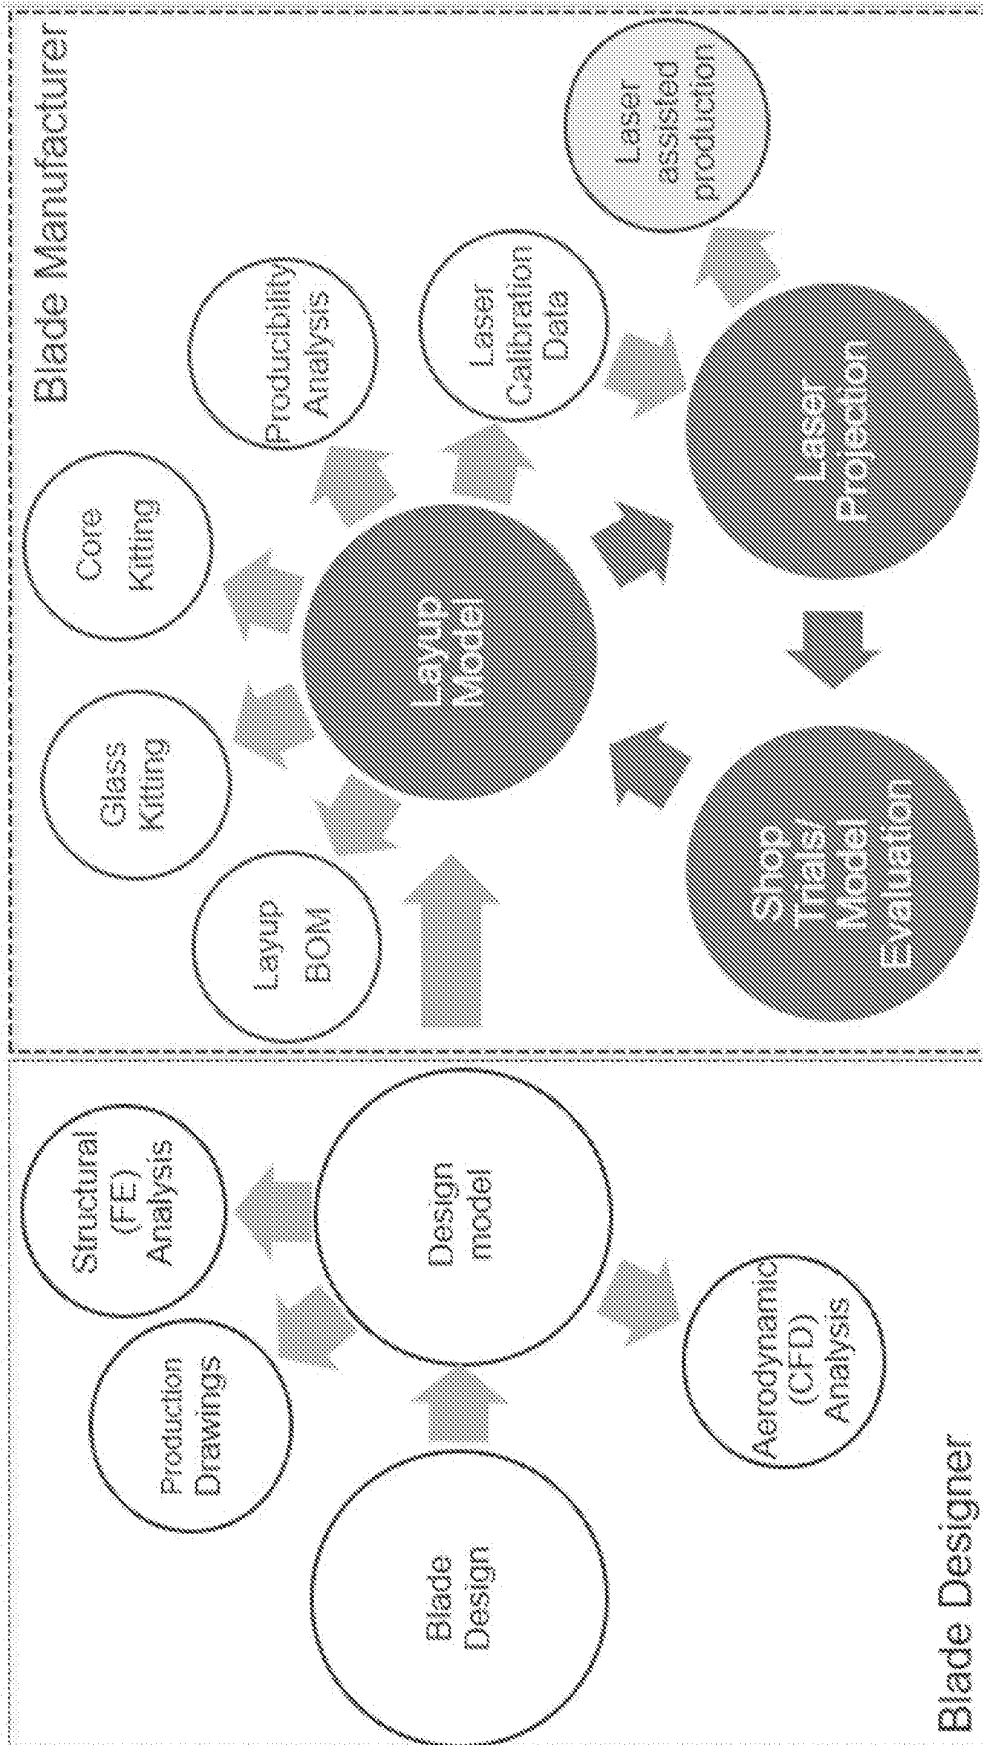 Blade Designer
Blade
Design
Production
Drawings
Structural
(FE)
Analysis
Design
model
Aerodynamic
(CFD)
Analysis
Blade Manufacturer
Layup
BOM
Glass
Kitting
Core
Kitting
Producibility
Analysis
Laser
Calibration
Data
Laser
assisted
production
Layup
Model
Laser
Projection
Shop
Trials/
Model
Evaluation